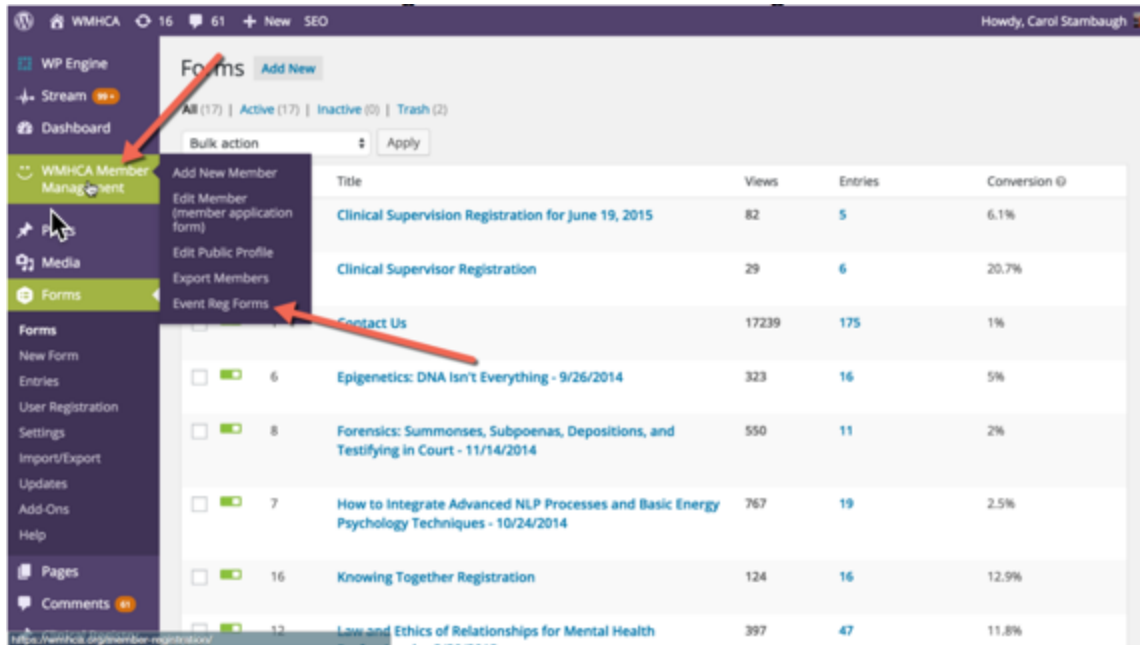 WMHCA 16 61 + New SEO Howdy, Carol Stambaugh
WP Engine
Stream 99+
Dashboard
WMHCA Member
Management
Posts
Media
Forms
Forms
New Form
Entries
User Registration
Settings
Import/Export
Updates
Add-Ons
Help
Pages
Comments 61
https://wmhca.org/member-registration/
Add New Member
Edit Member
(member application
form)
Edit Public Profile
Export Members
Event Reg Forms
Forms Add New
All (17) | Active (17) | Inactive (0) | Trash (2)
Bulk action Apply
Title Views Entries Conversion
Clinical Supervision Registration for June 19, 2015 82 5 6.1%
Clinical Supervisor Registration 29 6 20.7%
Contact Us 17239 175 1%
6 Epigenetics: DNA Isn't Everything - 9/26/2014 323 16 5%
8 Forensics: Summonses, Subpoenas, Depositions, and 550 11 2%
Testifying in Court - 11/14/2014
7 How to Integrate Advanced NLP Processes and Basic Energy 767 19 2.5%
Psychology Techniques - 10/24/2014
16 Knowing Together Registration 124 16 12.9%
12 Law and Ethics of Relationships for Mental Health 397 47 11.8%